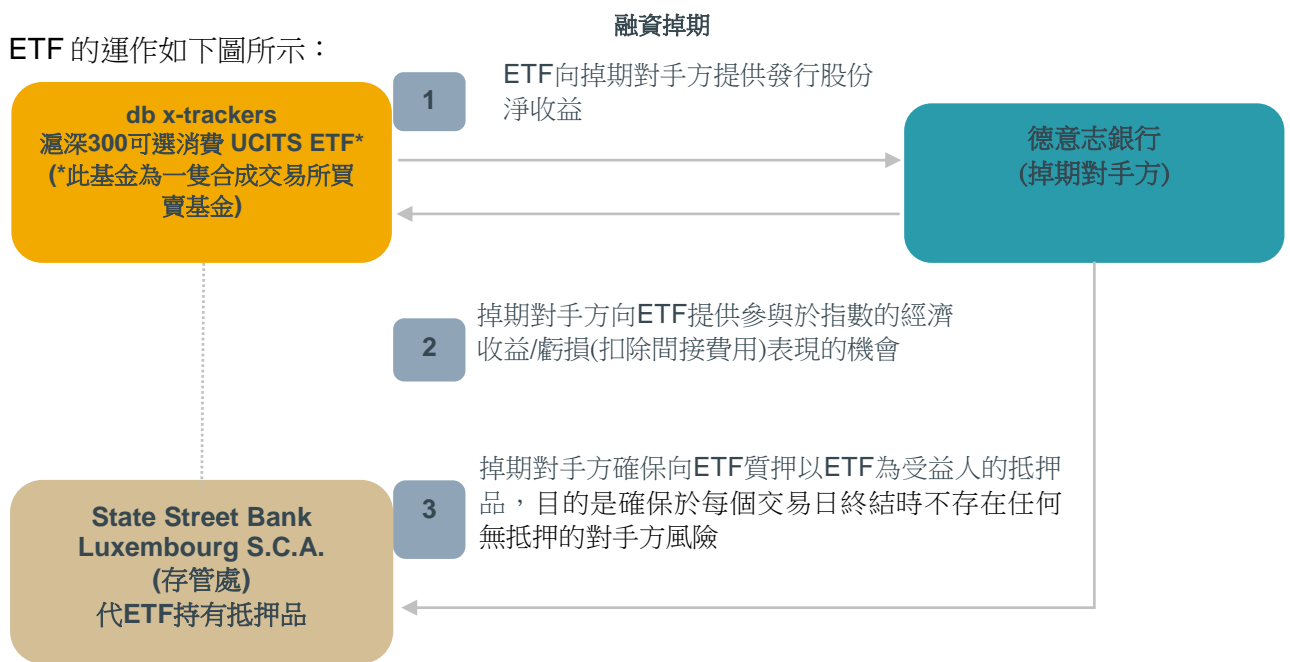 融資掉期
ETF 的運作如下圖所示：
1
ETF向掉期對手方提供發行股份
淨收益
db x-trackers
滬深300可選消費 UCITS ETF*
(*此基金為一隻合成交易所買
賣基金)
德意志銀行
(掉期對手方)
2
掉期對手方向ETF提供參與於指數的經濟
收益/虧損(扣除間接費用)表現的機會
3
掉期對手方確保向ETF質押以ETF為受益人的抵押
品，目的是確保於每個交易日終結時不存在任何
無抵押的對手方風險
State Street Bank
Luxembourg S.C.A.
(存管處)
代ETF持有抵押品